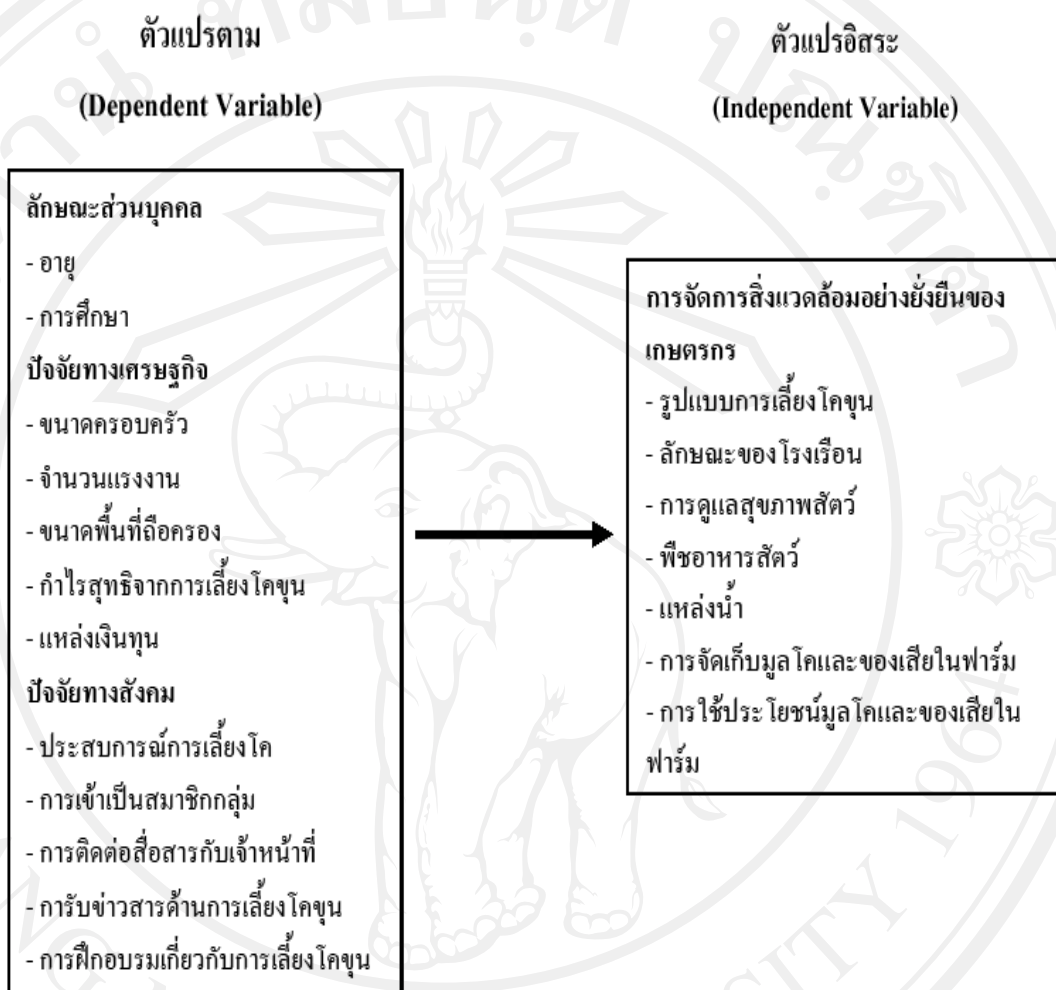 ตัวแปรตาม
(Dependent Variable)
ลักษณะส่วนบุคคล
- อายุ
- การศึกษา
ปัจจัยทางเศรษฐกิจ
- ขนาดครอบครัว
- จำนวนแรงงาน
- ขนาดพื้นที่ถือครอง
- กำไรสุทธิจากการเลี้ยงโคขุน
- แหล่งเงินทุน
ปัจจัยทางสังคม
- ประสบการณ์การเลี้ยงโค
- การเข้าเป็นสมาชิกกลุ่ม
- การติดต่อสื่อสารกับเจ้าหน้าที่
- การับข่าวสารด้านการเลี้ยงโคขุน
- การฝึกอบรมเกี่ยวกับการเลี้ยงโคขุน
ตัวแปรอิสระ
(Independent Variable)
การจัดการสิ่งแวดล้อมอย่างยั่งยืนของ
เกษตรกร
- รูปแบบการเลี้ยงโคขุน
- ลักษณะของโรงเรือน
- การดูแลสุขภาพสัตว์
- พืชอาหารสัตว์
- แหล่งน้ำ
- การจัดเก็บมูลโคและของเสียในฟาร์ม
- การใช้ประโยชน์มูลโคและของเสียใน
ฟาร์ม
1964